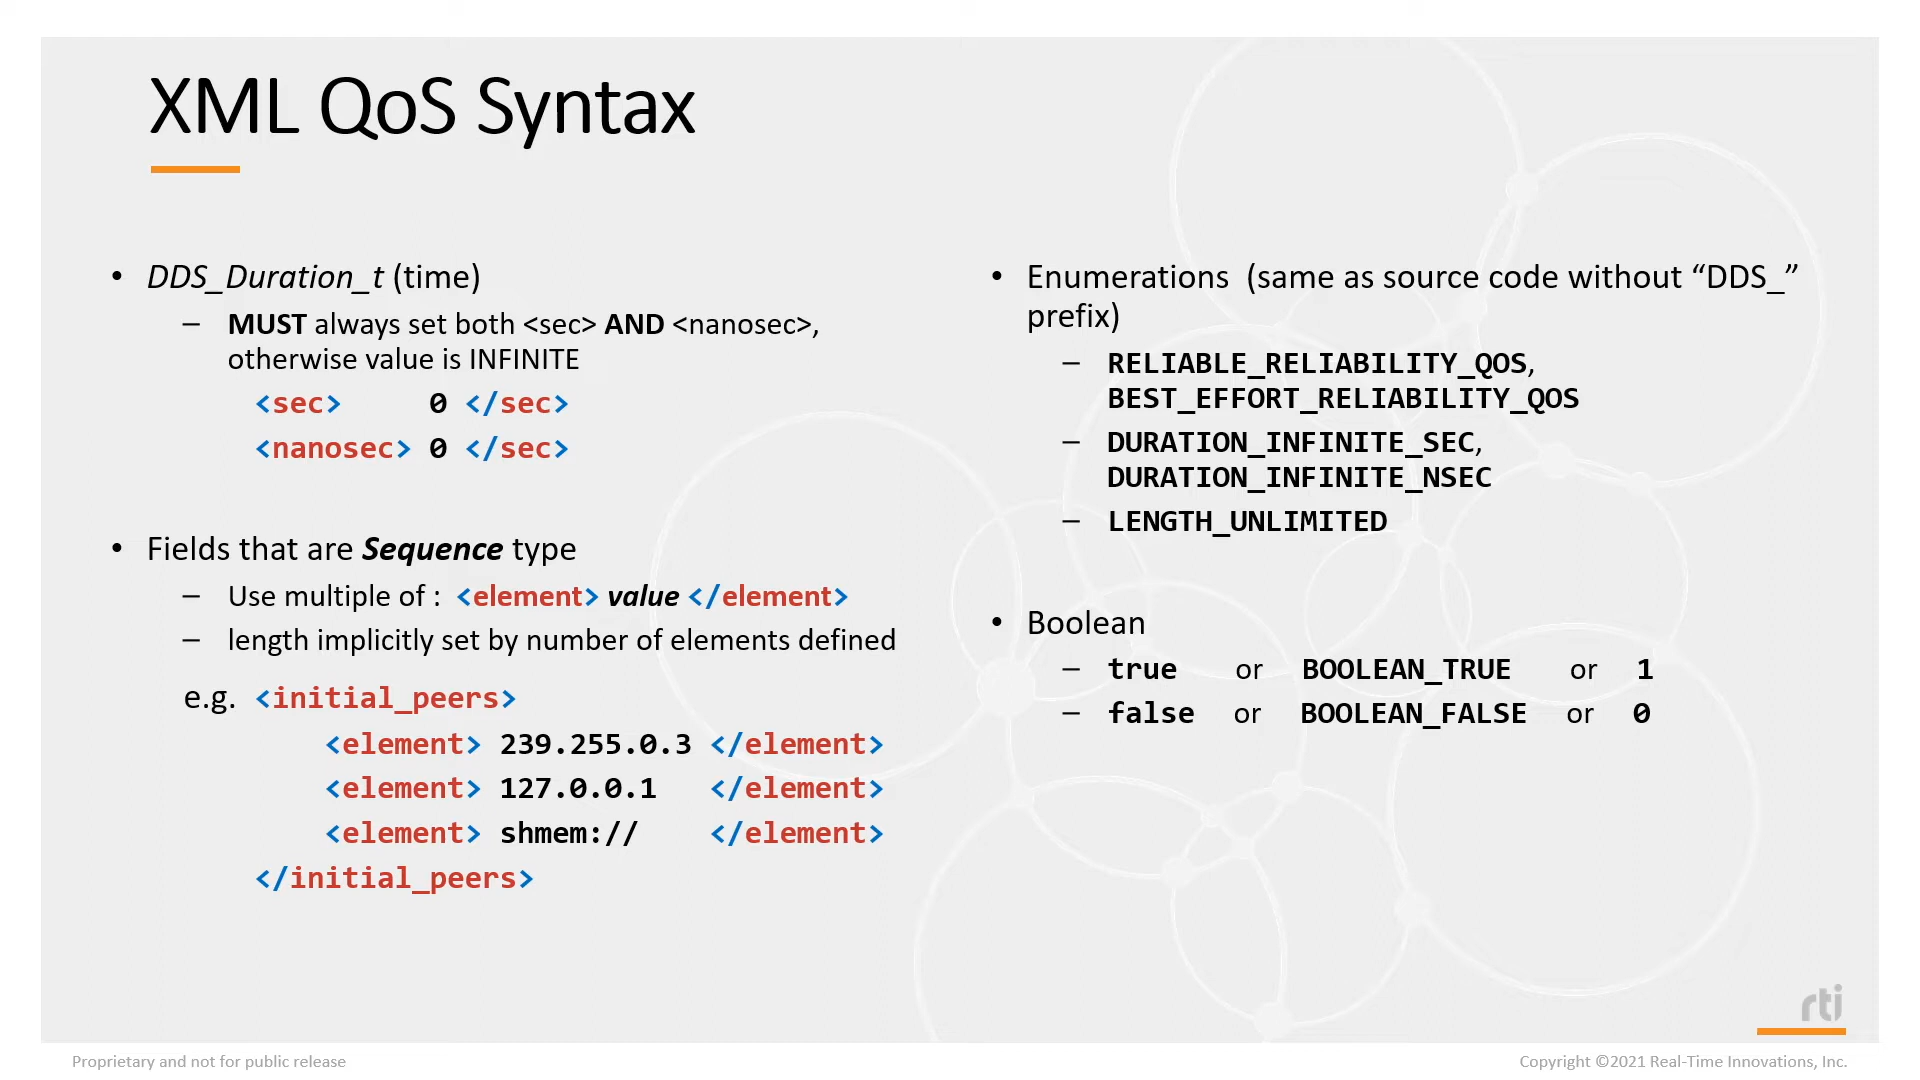 XML QoS Syntax
• DDS_Duration_t (time)
– MUST always set both <sec> AND <nanosec>,
otherwise value is INFINITE
<sec> 0 </sec>
<nanosec> 0 </sec>
• Fields that are Sequence type
– Use multiple of : <element> value </element>
– length implicitly set by number of elements defined
e.g. <initial_peers>
<element> 239.255.0.3 </element>
<element> 127.0.0.1 </element>
<element> shmem:// </element>
</initial_peers>
• Enumerations (same as source code without “DDS_”
prefix)
– RELIABLE_RELIABILITY_QOS,
BEST_EFFORT_RELIABILITY_QOS
– DURATION_INFINITE_SEC,
DURATION_INFINITE_NSEC
– LENGTH_UNLIMITED
• Boolean
– true or BOOLEAN_TRUE or 1
– false or BOOLEAN_FALSE or 0
rti
Proprietary and not for public release
Copyright ©2021 Real-Time Innovations, Inc.